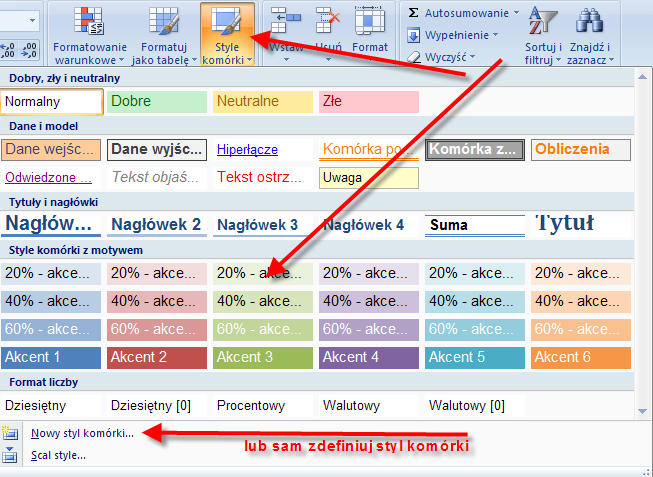 Formatowanie warunkowe
Formatuj jako tabelę
Style komórki
Wstaw
Usuń
Format
Σ Autosumowanie
Wypełnienie
Wyczyść
Sortuj i filtruj
Znajdź i zaznacz
Dobry, zły i neutralny
Normalny Dobre Neutralne Złe
Dane i model
Dane wejśc... Dane wyjśc... Hiperłącze Komórka po... Komórka z... Obliczenia
Odwiedzone ... Tekst objaś... Tekst ostrz... Uwaga
Tytuły i nagłówki
Nagłów... Nagłówek 2 Nagłówek 3 Nagłówek 4 Suma Tytuł
Style komórki z motywem
20% - akce... 20% - akce... 20% - akce... 20% - akce... 20% - akce... 20% - akce...
40% - akce... 40% - akce... 40% - akce... 40% - akce... 40% - akce... 40% - akce...
60% - akce... 60% - akce... 60% - akce... 60% - akce... 60% - akce... 60% - akce...
Akcent 1 Akcent 2 Akcent 3 Akcent 4 Akcent 5 Akcent 6
Format liczby
Dziesiętny Dziesiętny [0] Procentowy Walutowy Walutowy [0]
Nowy styl komórki...
lub sam zdefiniuj styl komórki
Scal style...